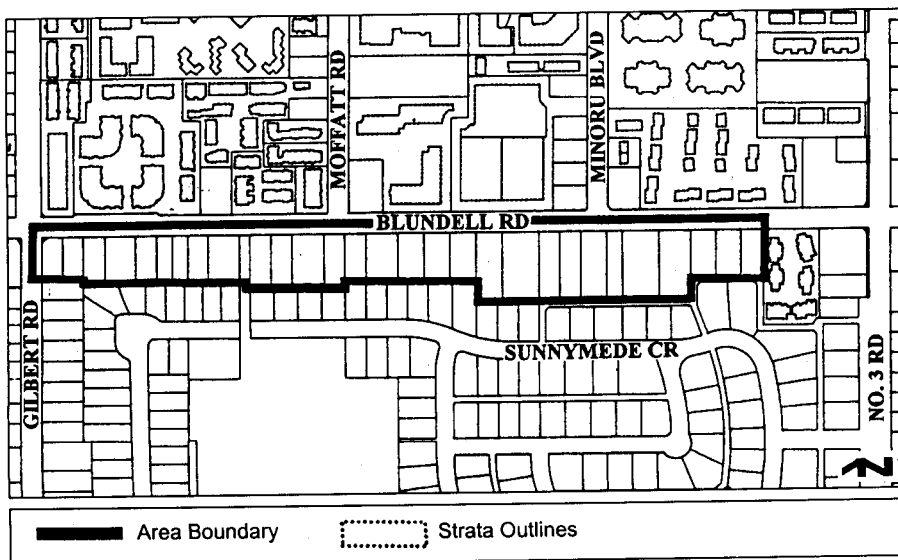 MOFFATT RD
MINORU BLVD
BLUNDELL RD
GILBERT RD
SUNNYMEDE CR
NO. 3 RD
N
Area Boundary
Strata Outlines